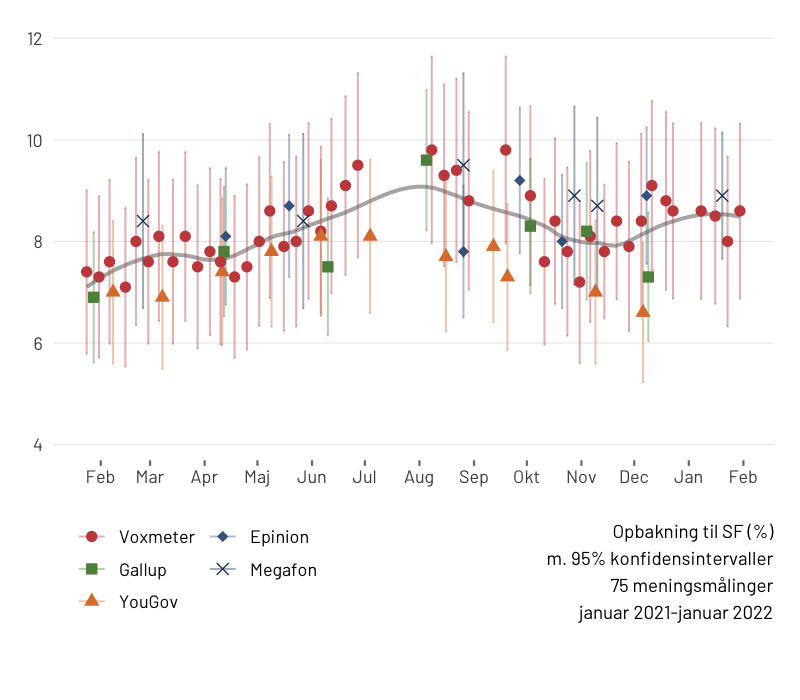 12
10
8
6
4
Feb Mar Apr Maj Jun Jul Aug Sep Okt Nov Dec Jan Feb
Voxmeter Epinion
Gallup Megafon
YouGov
Opbakning til SF (%)
m. 95% konfidensintervaller
75 meningsmålinger
januar 2021-januar 2022